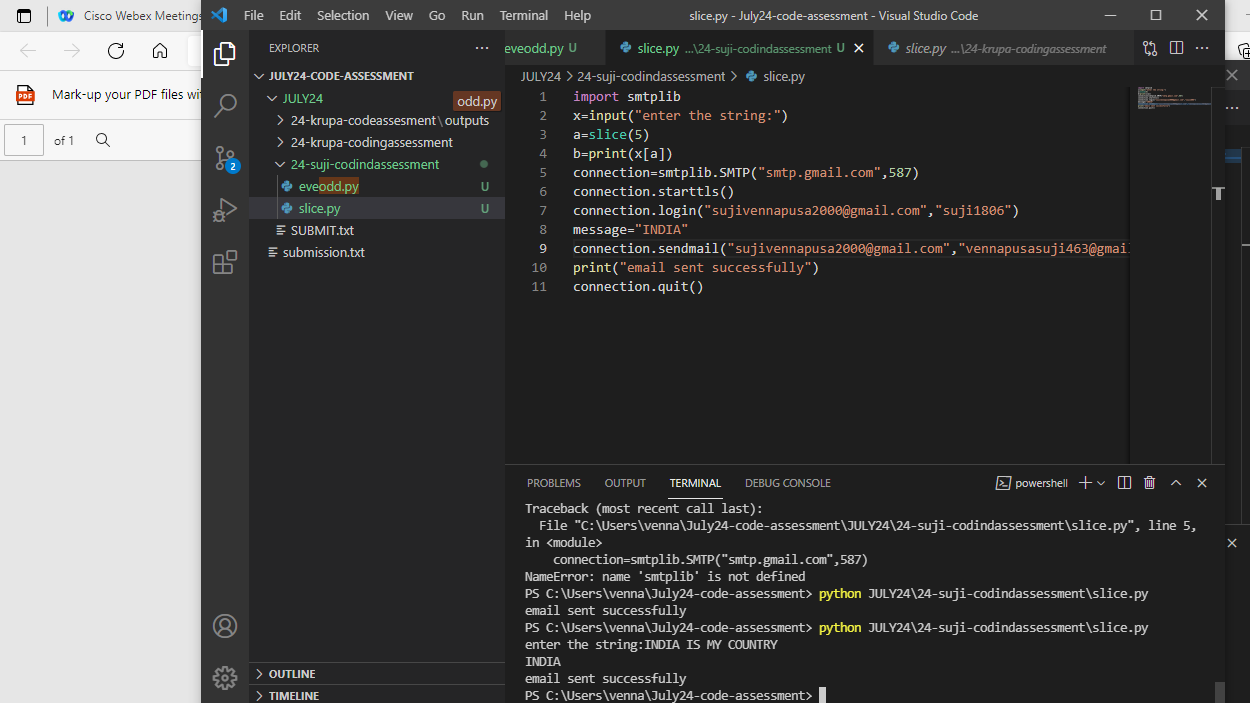 Cisco Webex Meetings
File Edit Selection View Go Run Terminal Help
slice.py - July24-code-assessment - Visual Studio Code
Mark-up your PDF files wi
1 of 1
EXPLORER
JULY24-CODE-ASSESSMENT
JULY24
odd.py
24-krupa-codeassesment\outputs
24-krupa-codingassessment
24-suji-codindassessment
eveodd.py U
slice.py U
SUBMIT.txt
submission.txt
2
OUTLINE
TIMELINE
eveodd.py U
slice.py ...\24-suji-codindassessment U
slice.py ...\24-krupa-codingassessment
JULY24 > 24-suji-codindassessment > slice.py
1 import smtplib
2 x=input("enter the string:")
3 a=slice(5)
4 b=print(x[a])
5 connection=smtplib.SMTP("smtp.gmail.com",587)
6 connection.starttls()
7 connection.login("sujivennapusa2000@gmail.com","suji1806")
8 message="INDIA"
9 connection.sendmail("sujivennapusa2000@gmail.com","vennapusasuji463@gmail
10 print("email sent successfully")
11 connection.quit()
PROBLEMS OUTPUT TERMINAL DEBUG CONSOLE
powershell
Traceback (most recent call last):
File "C:\Users\venna\July24-code-assessment\JULY24\24-suji-codindassessment\slice.py", line 5,
in <module>
connection=smtplib.SMTP("smtp.gmail.com",587)
NameError: name 'smtplib' is not defined
PS C:\Users\venna\July24-code-assessment> python JULY24\24-suji-codindassessment\slice.py
email sent successfully
PS C:\Users\venna\July24-code-assessment> python JULY24\24-suji-codindassessment\slice.py
enter the string:INDIA IS MY COUNTRY
INDIA
email sent successfully
PS C:\Users\venna\July24-code-assessment>